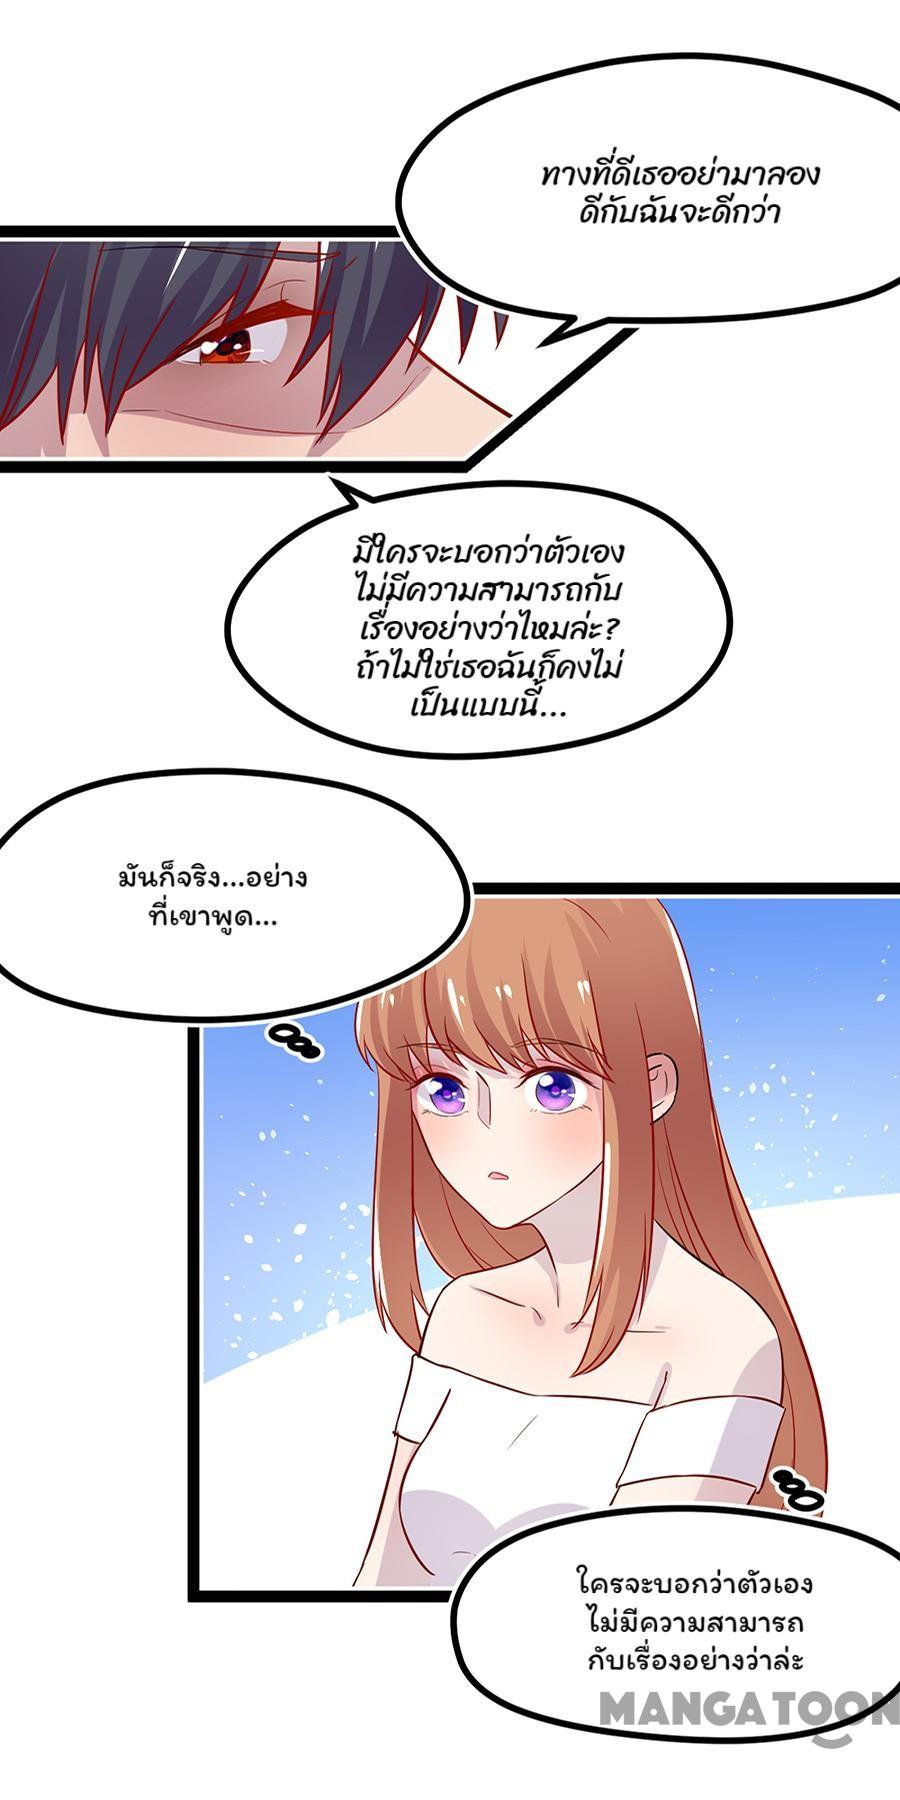 ทางที่ดีเธออย่ามาลอง
ดีกับฉันจะดีกว่า
มีใครจะบอกว่าตัวเอง
ไม่มีความสามารถกับ
เรื่องอย่างว่าไหมล่ะ?
ถ้าไม่ใช่เธอฉันก็คงไม่
เป็นแบบนี้...
มันก็จริง...อย่าง
ที่เขาพูด...
ใครจะบอกว่าตัวเอง
ไม่มีความสามารถ
กับเรื่องอย่างว่าล่ะ
MANGATOON